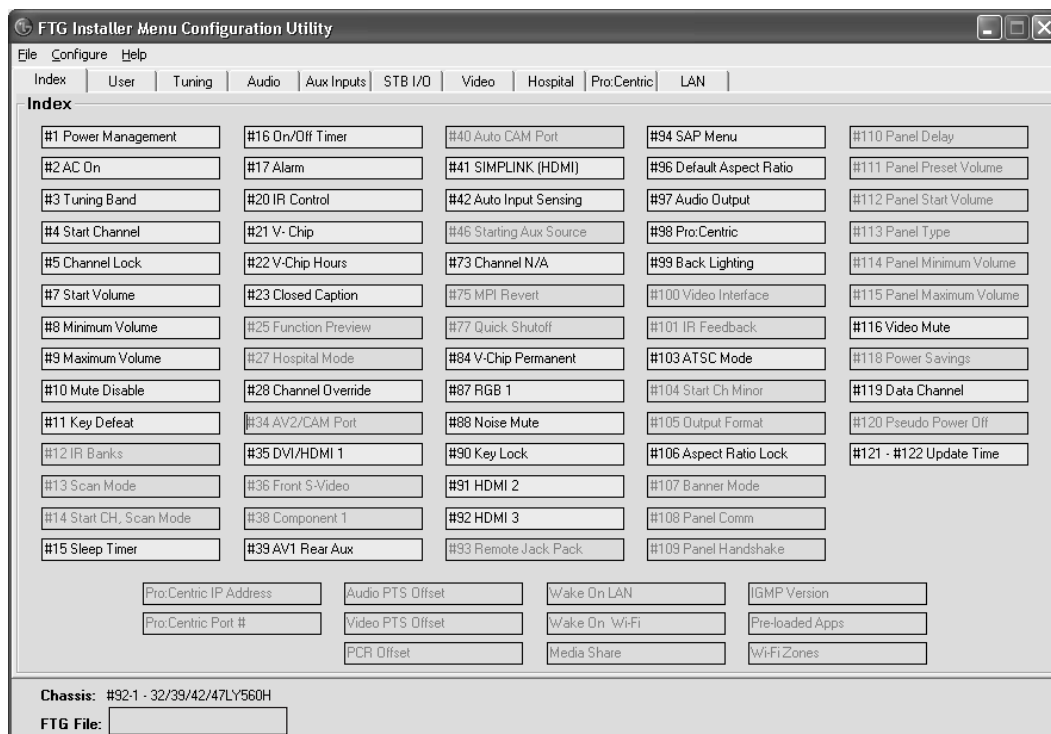 FTG Installer Menu Configuration Utility
File Configure Help
Index User Tuning Audio Aux Inputs STB I/O Video Hospital Pro:Centric LAN
Index
#1 Power Management #16 On/Off Timer #40 Auto CAM Port #94 SAP Menu #110 Panel Delay
#2 AC On #17 Alarm #41 SIMPLINK (HDMI) #96 Default Aspect Ratio #111 Panel Preset Volume
#3 Tuning Band #20 IR Control #42 Auto Input Sensing #97 Audio Output #112 Panel Start Volume
#4 Start Channel #21 V- Chip #46 Starting Aux Source #98 Pro:Centric #113 Panel Type
#5 Channel Lock #22 V-Chip Hours #73 Channel N/A #99 Back Lighting #114 Panel Minimum Volume
#7 Start Volume #23 Closed Caption #75 MPI Revert #100 Video Interface #115 Panel Maximum Volume
#8 Minimum Volume #25 Function Preview #77 Quick Shutoff #101 IR Feedback #116 Video Mute
#9 Maximum Volume #27 Hospital Mode #84 V-Chip Permanent #103 ATSC Mode #118 Power Savings
#10 Mute Disable #28 Channel Override #87 RGB 1 #104 Start Ch Minor #119 Data Channel
#11 Key Defeat #34 AV2/CAM Port #88 Noise Mute #105 Output Format #120 Pseudo Power Off
#12 IR Banks #35 DVI/HDMI 1 #90 Key Lock #106 Aspect Ratio Lock #121 - #122 Update Time
#13 Scan Mode #36 Front S-Video #91 HDMI 2 #107 Banner Mode
#14 Start CH, Scan Mode #38 Component 1 #92 HDMI 3 #108 Panel Comm
#15 Sleep Timer #39 AV1 Rear Aux #93 Remote Jack Pack #109 Panel Handshake
Pro:Centric IP Address Audio PTS Offset Wake On LAN IGMP Version
Pro:Centric Port # Video PTS Offset Wake On Wi-Fi Pre-loaded Apps
PCR Offset Media Share Wi-Fi Zones
Chassis: #92-1 - 32/39/42/47LY560H
FTG File: